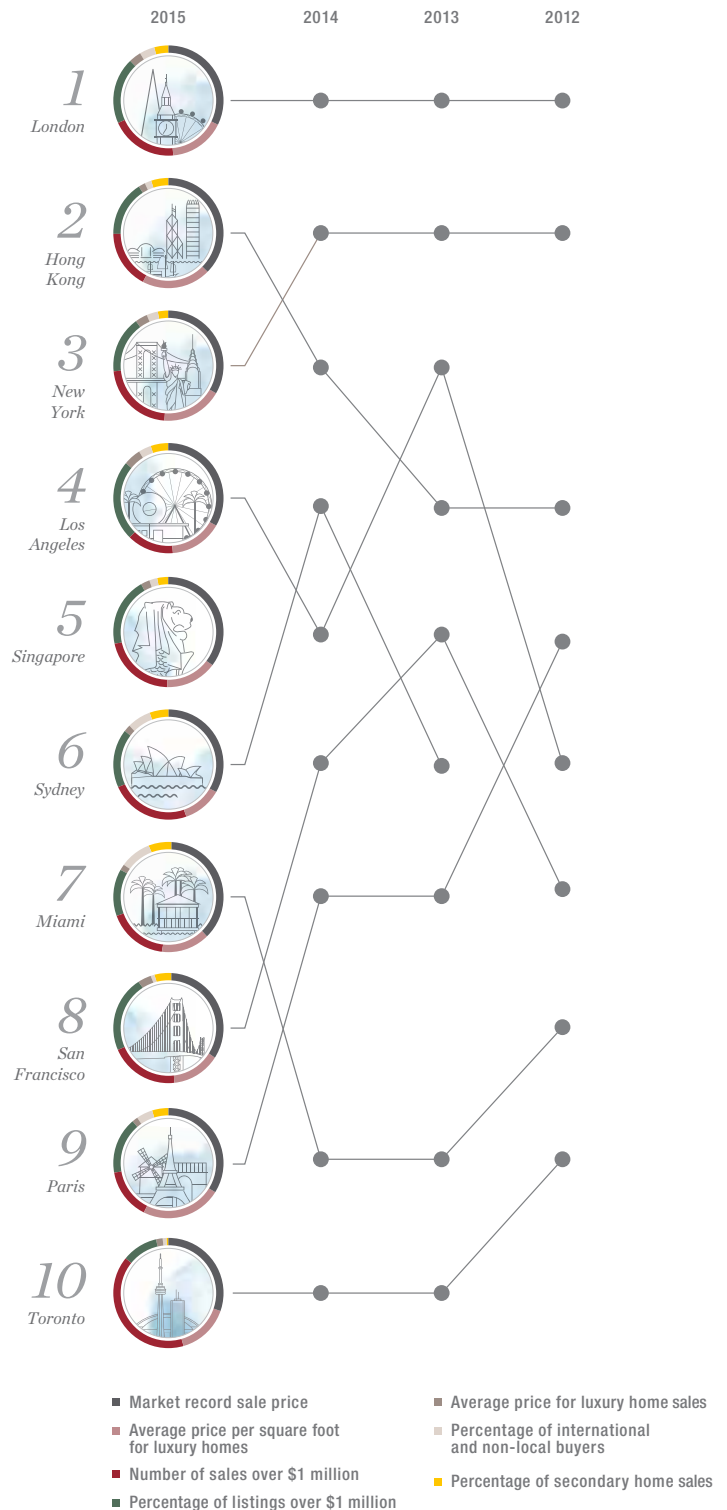 2015 2014 2013 2012
1
London
2
Hong
Kong
3
New
York
4
Los
Angeles
5
Singapore
6
Sydney
7
Miami
8
San
Francisco
9
Paris
10
Toronto
Market record sale price
Average price per square foot
for luxury homes
Number of sales over $1 million
Percentage of listings over $1 million
Average price for luxury home sales
Percentage of international
and non-local buyers
Percentage of secondary home sales